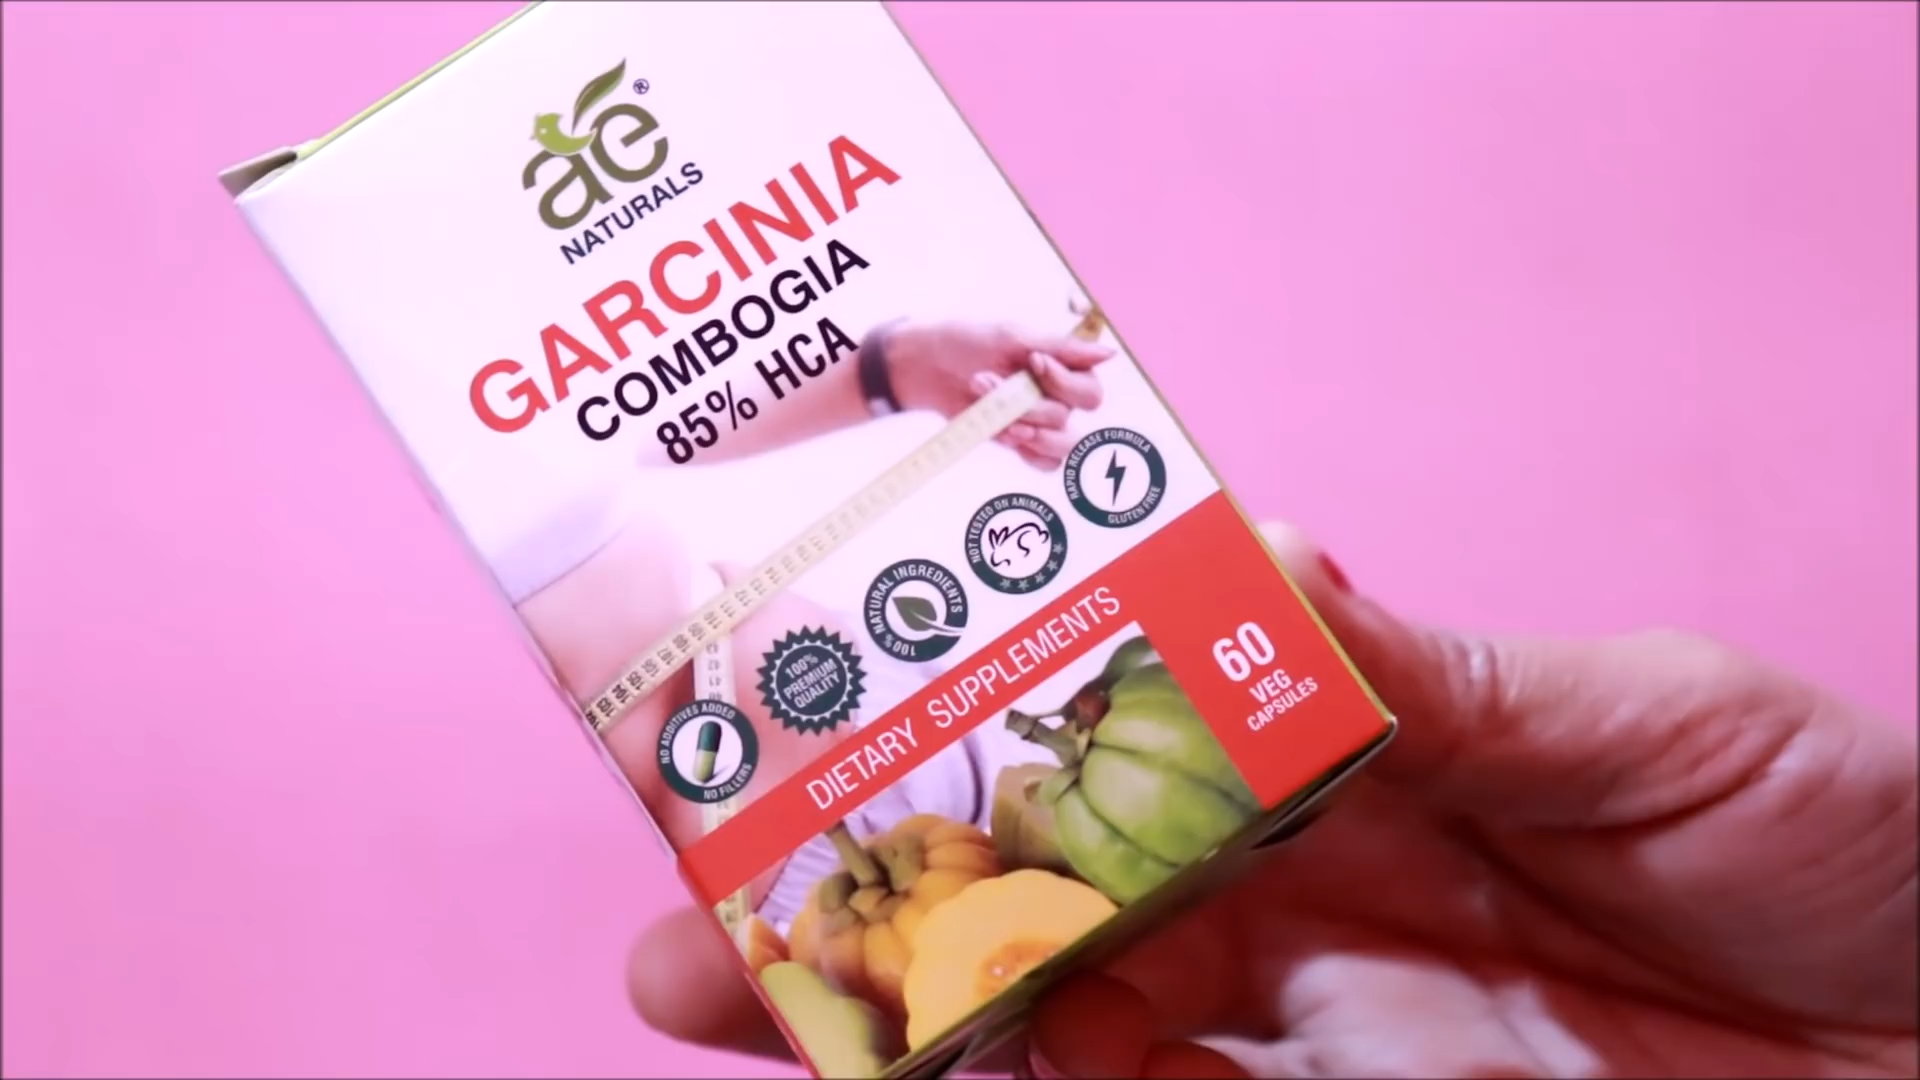 ae®
NATURALS
GARCINIA
COMBOGIA
85% HCA
RAPID RELEASE FORMULA
GLUTEN FREE
NOT TESTED ON ANIMALS
100% NATURAL INGREDIENTS
100%
PREMIUM
QUALITY
NO ADDITIVES ADDED
NO FILLERS
DIETARY SUPPLEMENTS
60
VEG
CAPSULES